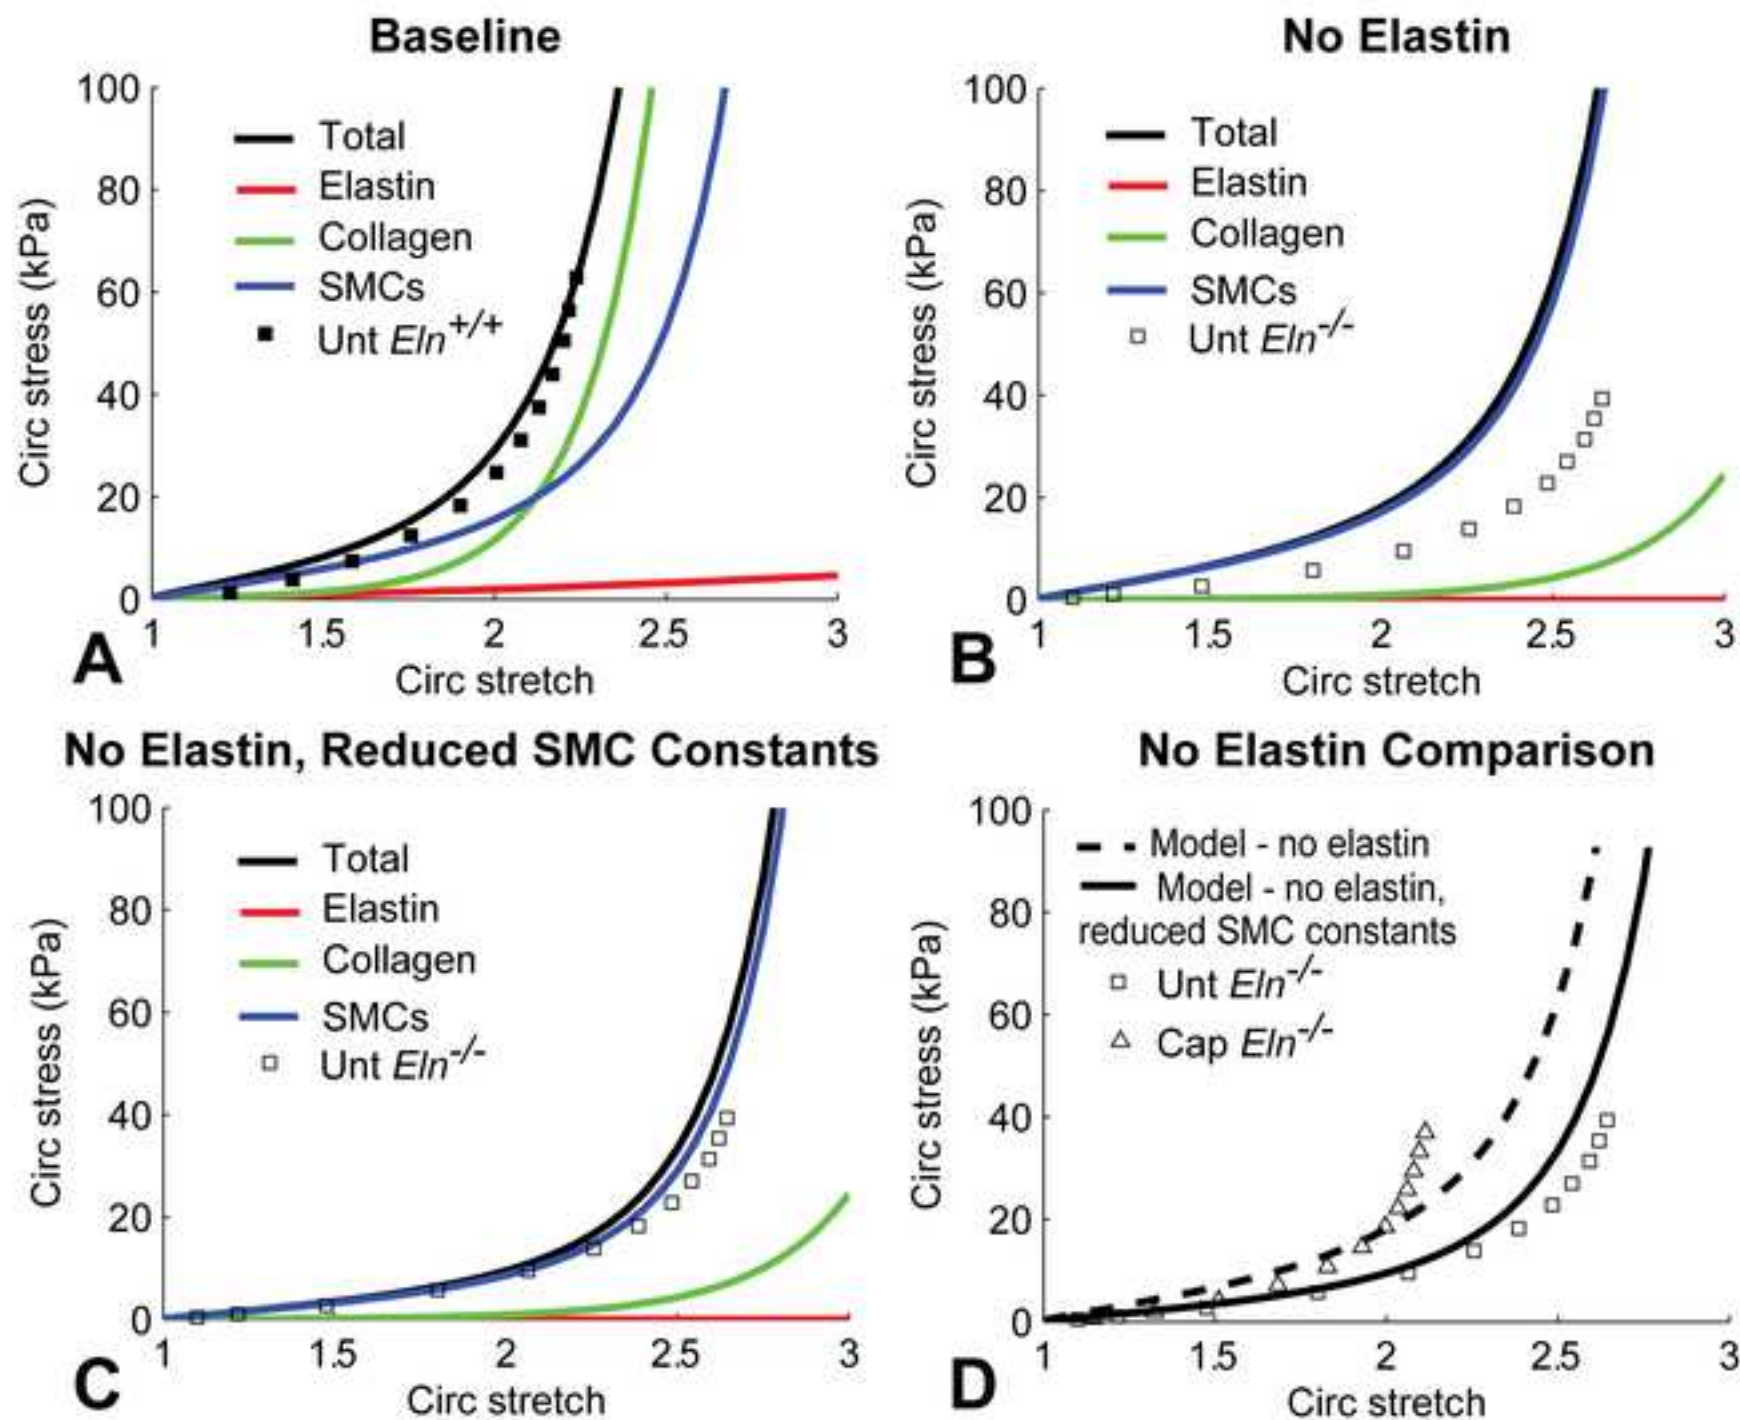 Baseline
Circ stress (kPa)
100
80
60
40
20
0
Total
Elastin
Collagen
SMCs
Unt Eln+/+
1 1.5 2 2.5 3
A
Circ stretch
No Elastin
Circ stress (kPa)
100
80
60
40
20
0
Total
Elastin
Collagen
SMCs
Unt Eln-/-
1 1.5 2 2.5 3
B
Circ stretch
No Elastin, Reduced SMC Constants
Circ stress (kPa)
100
80
60
40
20
0
Total
Elastin
Collagen
SMCs
Unt Eln-/-
1 1.5 2 2.5 3
C
Circ stretch
No Elastin Comparison
Circ stress (kPa)
100
80
60
40
20
0
Model - no elastin
Model - no elastin,
reduced SMC constants
Unt Eln-/-
Cap Eln-/-
1 1.5 2 2.5 3
D
Circ stretch